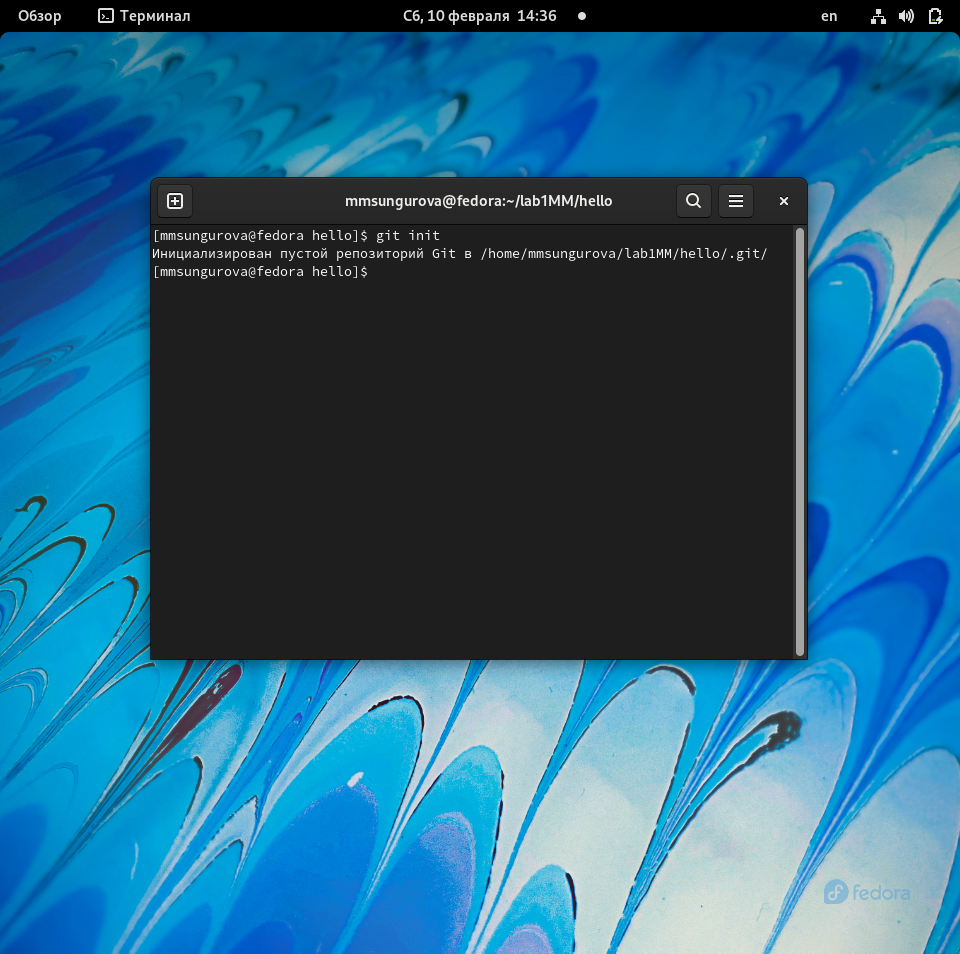 Обзор Терминал Сб, 10 февраля 14:36 en
mmsungurova@fedora:~/lab1MM/hello
[mmsungurova@fedora hello]$ git init
Инициализирован пустой репозиторий Git в /home/mmsungurova/lab1MM/hello/.git/
[mmsungurova@fedora hello]$
fedora